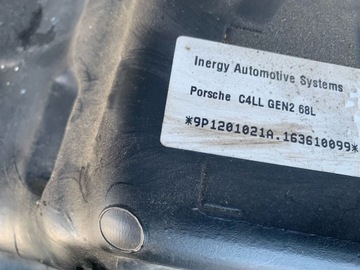 Inergy Automotive Systems
Porsche C4LL GEN2 68L
*9P1201021A.163610099*